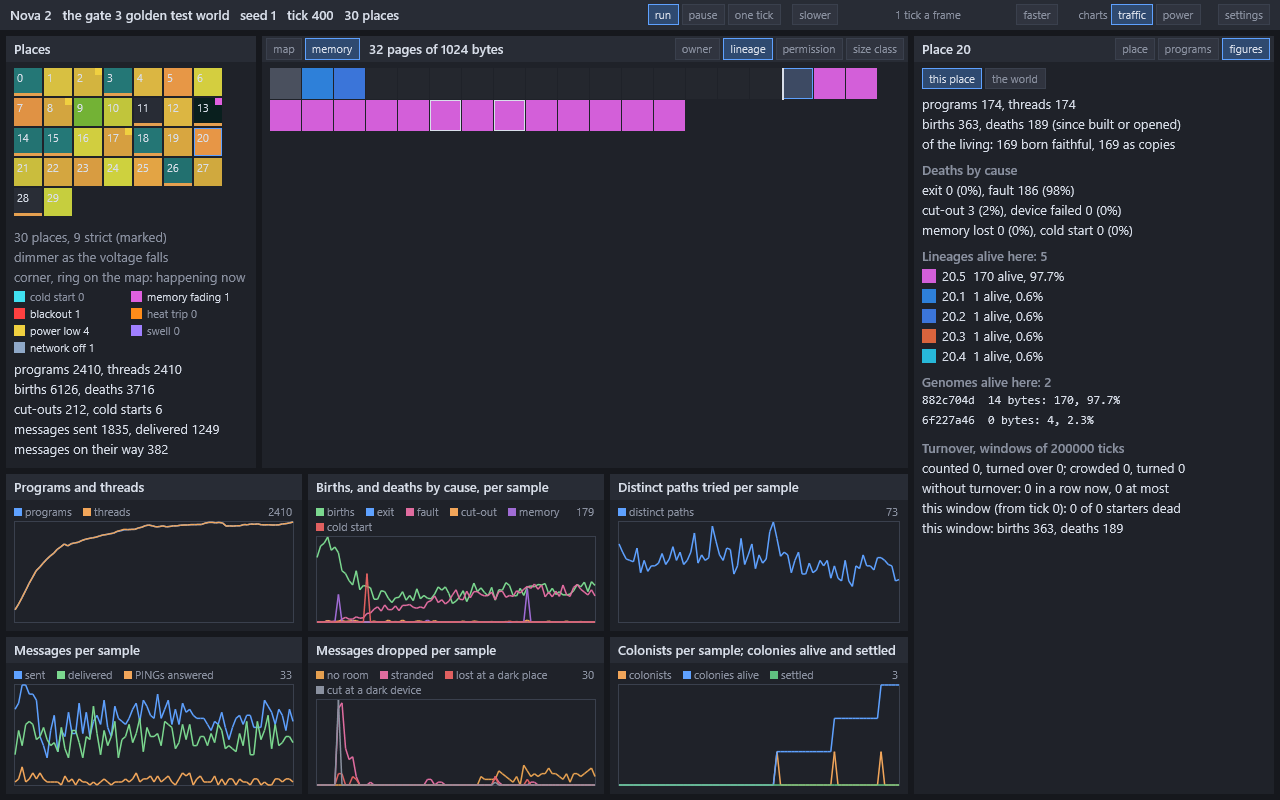 Nova 2 the gate 3 golden test world seed 1 tick 400 30 places
run pause one tick slower 1 tick a frame faster charts traffic power settings
Places
0 1 2 3 4 5 6
7 8 9 10 11 12 13
14 15 16 17 18 19 20
21 22 23 24 25 26 27
28 29
30 places, 9 strict (marked)
dimmer as the voltage falls
corner, ring on the map: happening now
cold start 0 memory fading 1
blackout 1 heat trip 0
power low 4 swell 0
network off 1
programs 2410, threads 2410
births 6126, deaths 3716
cut-outs 212, cold starts 6
messages sent 1835, delivered 1249
messages on their way 382
map memory 32 pages of 1024 bytes owner lineage permission size class
Place 20 place programs figures
this place the world
programs 174, threads 174
births 363, deaths 189 (since built or opened)
of the living: 169 born faithful, 169 as copies
Deaths by cause
exit 0 (0%), fault 186 (98%)
cut-out 3 (2%), device failed 0 (0%)
memory lost 0 (0%), cold start 0 (0%)
Lineages alive here: 5
20.5 170 alive, 97.7%
20.1 1 alive, 0.6%
20.2 1 alive, 0.6%
20.3 1 alive, 0.6%
20.4 1 alive, 0.6%
Genomes alive here: 2
882c704d 14 bytes: 170, 97.7%
6f227a46 0 bytes: 4, 2.3%
Turnover, windows of 200000 ticks
counted 0, turned over 0; crowded 0, turned 0
without turnover: 0 in a row now, 0 at most
this window (from tick 0): 0 of 0 starters dead
this window: births 363, deaths 189
Programs and threads
programs threads 2410
Births, and deaths by cause, per sample
births exit fault cut-out memory 179
cold start
Distinct paths tried per sample
distinct paths 73
Messages per sample
sent delivered PINGs answered 33
Messages dropped per sample
no room stranded lost at a dark place 30
cut at a dark device
Colonists per sample; colonies alive and settled
colonists colonies alive settled 3